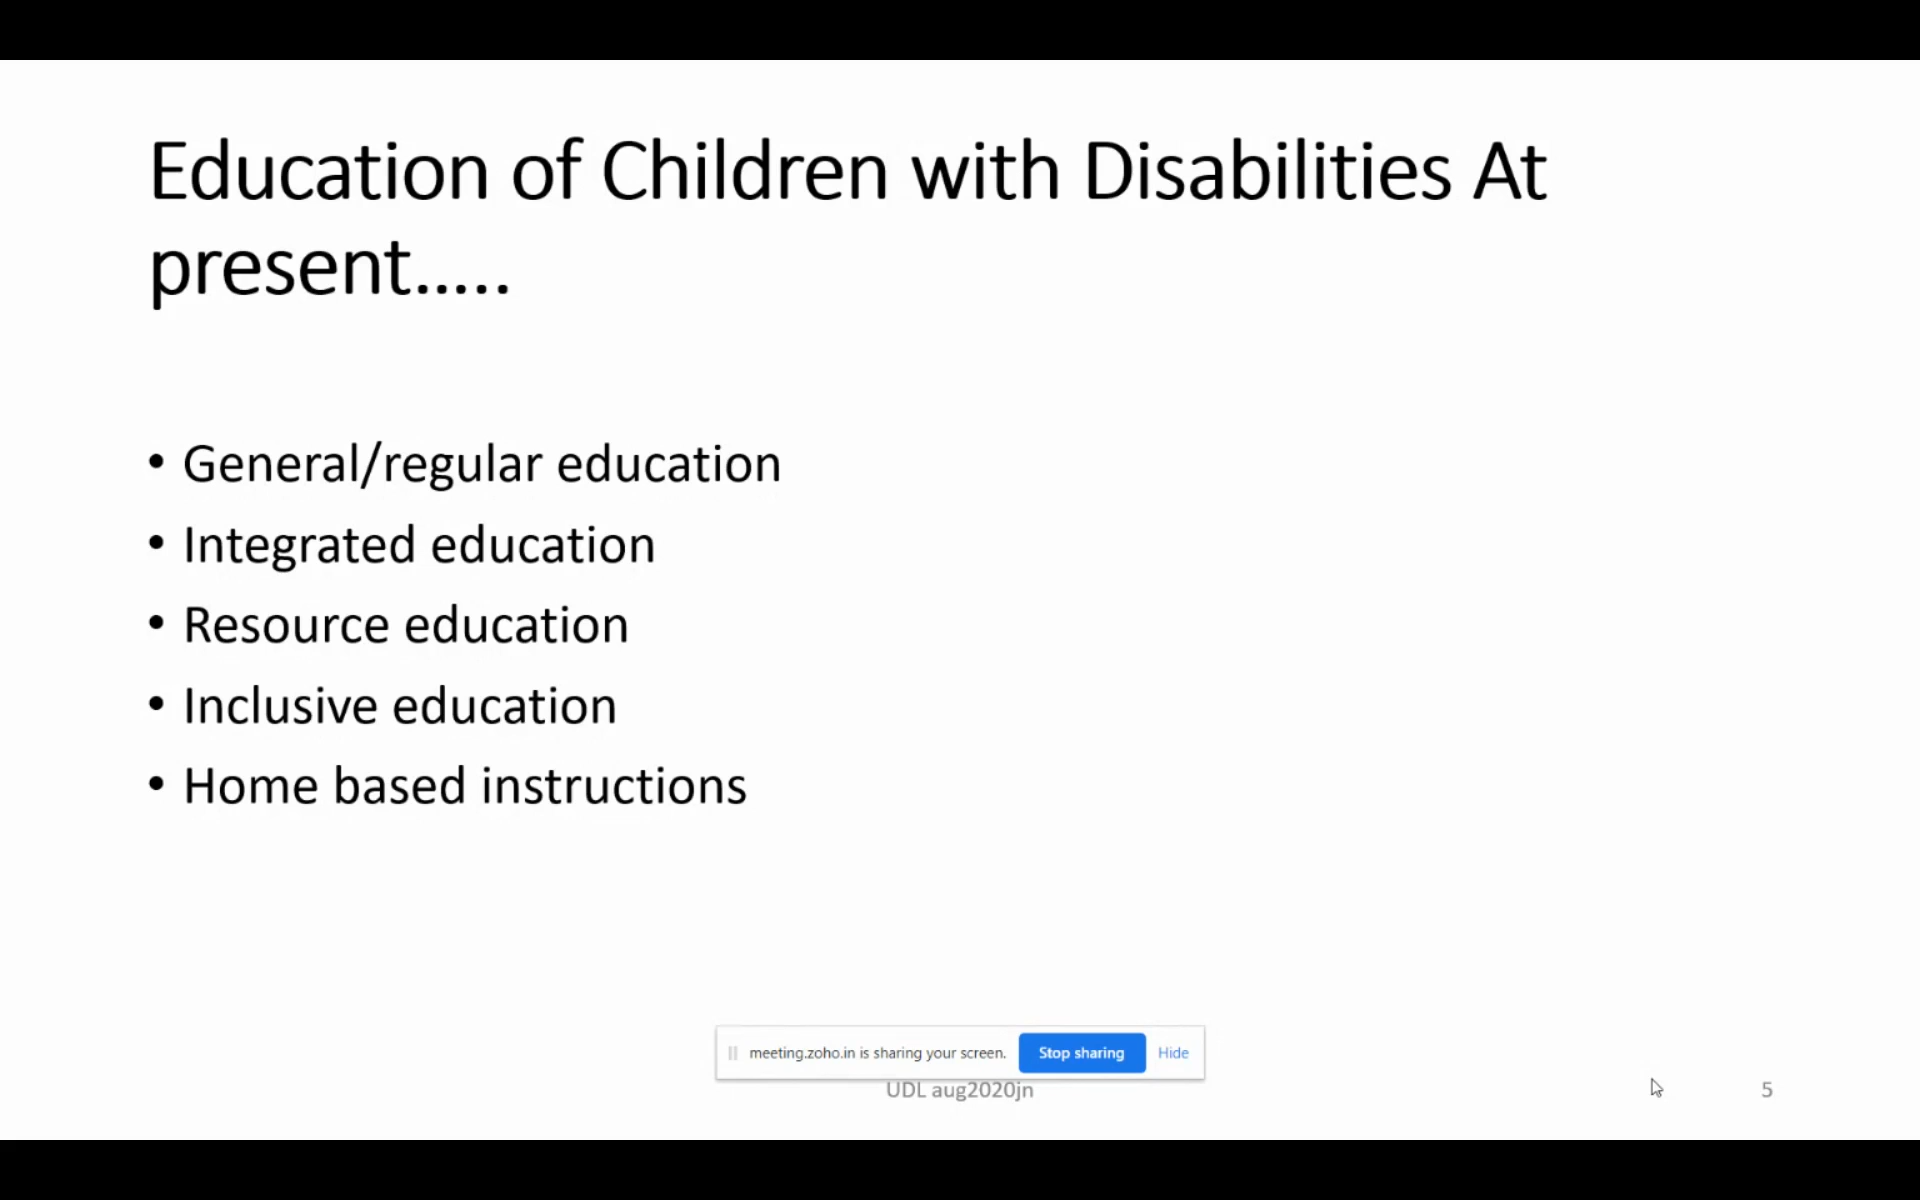 Education of Children with Disabilities At
present.....
• General/regular education
• Integrated education
• Resource education
• Inclusive education
• Home based instructions
meeting.zoho.in is sharing your screen. Stop sharing Hide
UDL aug2020jn 5